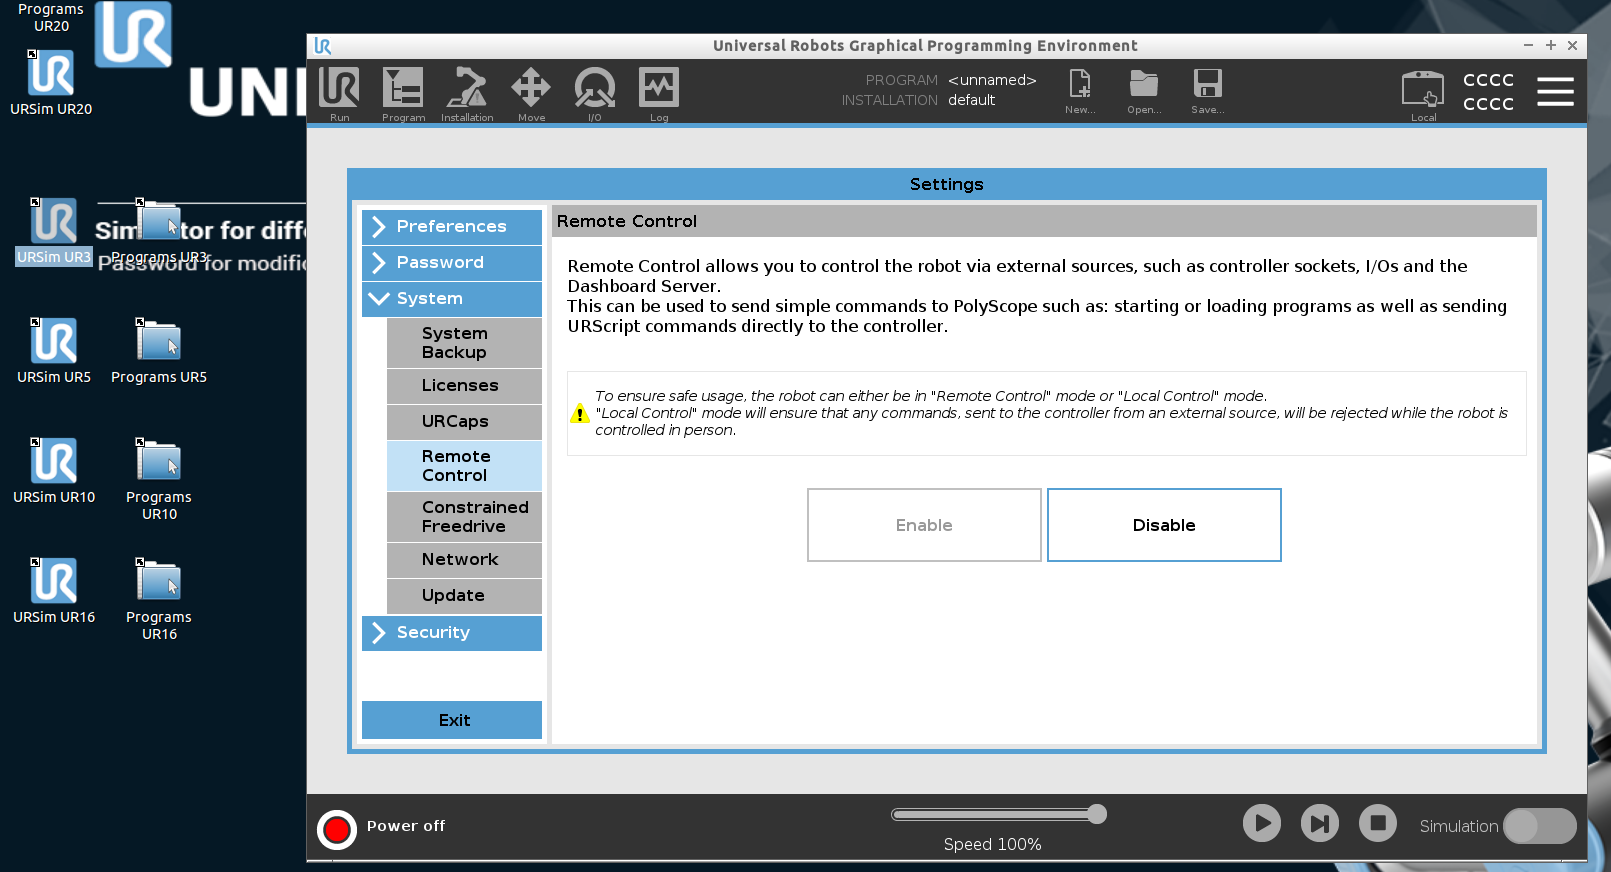 Programs
UR20
URSim UR20
UNI
Sim tor for diff
Password for modific
URSim UR3
Programs UR3
URSim UR5
Programs UR5
URSim UR10
Programs
UR10
URSim UR16
Programs
UR16
Universal Robots Graphical Programming Environment
Run
Program
Installation
Move
I/O
Log
PROGRAM <unnamed>
INSTALLATION default
New...
Open...
Save...
Local
CCCC
CCCC
Settings
Preferences
Password
System
System
Backup
Licenses
URCaps
Remote
Control
Constrained
Freedrive
Network
Update
Security
Exit
Remote Control
Remote Control allows you to control the robot via external sources, such as controller sockets, I/Os and the
Dashboard Server.
This can be used to send simple commands to PolyScope such as: starting or loading programs as well as sending
URScript commands directly to the controller.
To ensure safe usage, the robot can either be in "Remote Control" mode or "Local Control" mode.
"Local Control" mode will ensure that any commands, sent to the controller from an external source, will be rejected while the robot is
controlled in person.
Enable
Disable
Power off
Speed 100%
Simulation